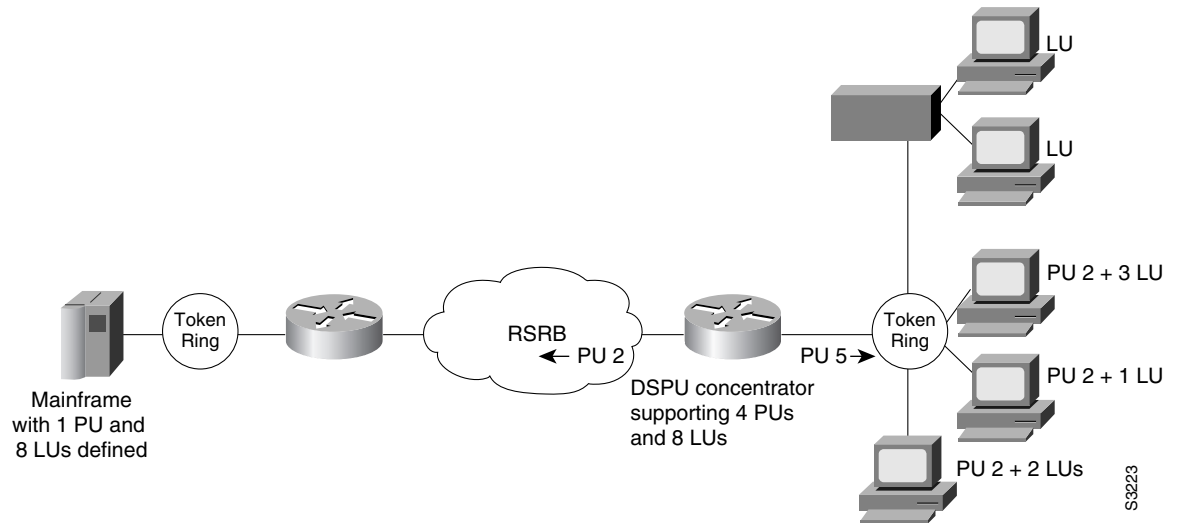 LU
LU
PU 2 + 3 LU
Token
Ring
RSRB
← PU 2
PU 5→
Token
Ring
PU 2 + 1 LU
Mainframe
with 1 PU and
8 LUs defined
DSPU concentrator
supporting 4 PUs
and 8 LUs
PU 2 + 2 LUs
S3223